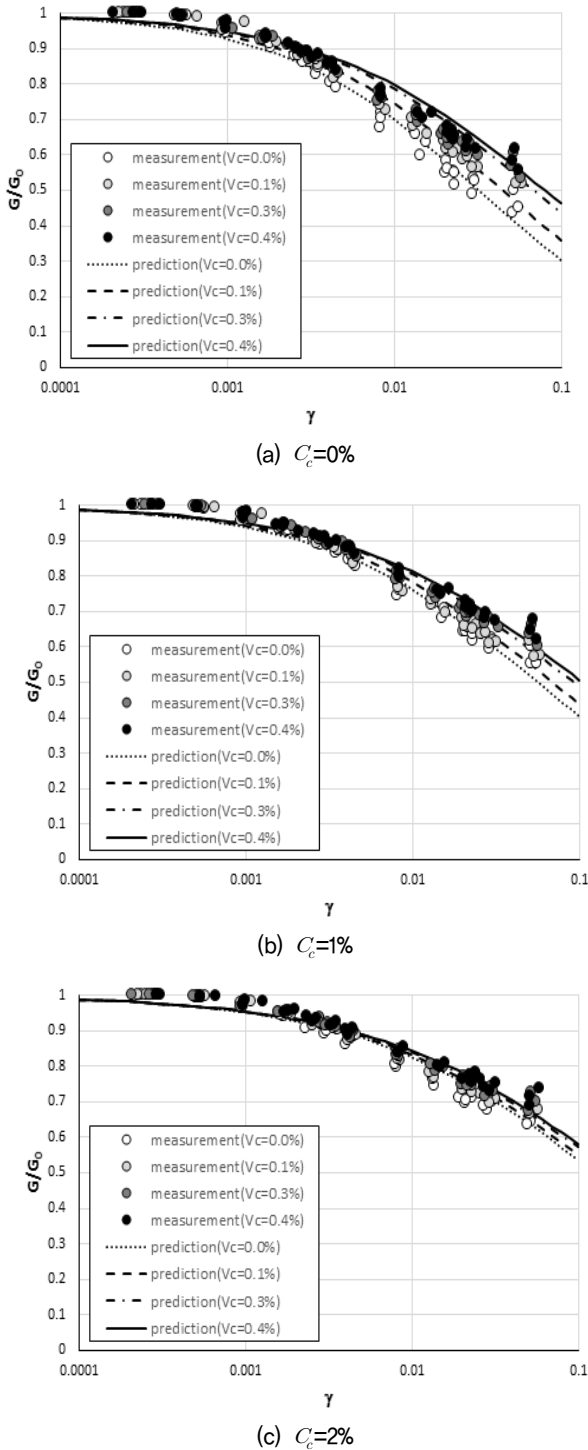 1
0.9
0.8
0.7
0.6
0.5
0.4
0.3
0.2
0.1
0
G/G₀
measurement(Vc=0.0%)
measurement(Vc=0.1%)
measurement(Vc=0.3%)
measurement(Vc=0.4%)
prediction(Vc=0.0%)
prediction(Vc=0.1%)
prediction(Vc=0.3%)
prediction(Vc=0.4%)
0.0001 0.001 0.01 0.1
γ
(a) C_c=0%
1
0.9
0.8
0.7
0.6
0.5
0.4
0.3
0.2
0.1
0
G/G₀
measurement(Vc=0.0%)
measurement(Vc=0.1%)
measurement(Vc=0.3%)
measurement(Vc=0.4%)
prediction(Vc=0.0%)
prediction(Vc=0.1%)
prediction(Vc=0.3%)
prediction(Vc=0.4%)
0.0001 0.001 0.01 0.1
γ
(b) C_c=1%
1
0.9
0.8
0.7
0.6
0.5
0.4
0.3
0.2
0.1
0
G/G₀
measurement(Vc=0.0%)
measurement(Vc=0.1%)
measurement(Vc=0.3%)
measurement(Vc=0.4%)
prediction(Vc=0.0%)
prediction(Vc=0.1%)
prediction(Vc=0.3%)
prediction(Vc=0.4%)
0.0001 0.001 0.01 0.1
γ
(c) C_c=2%